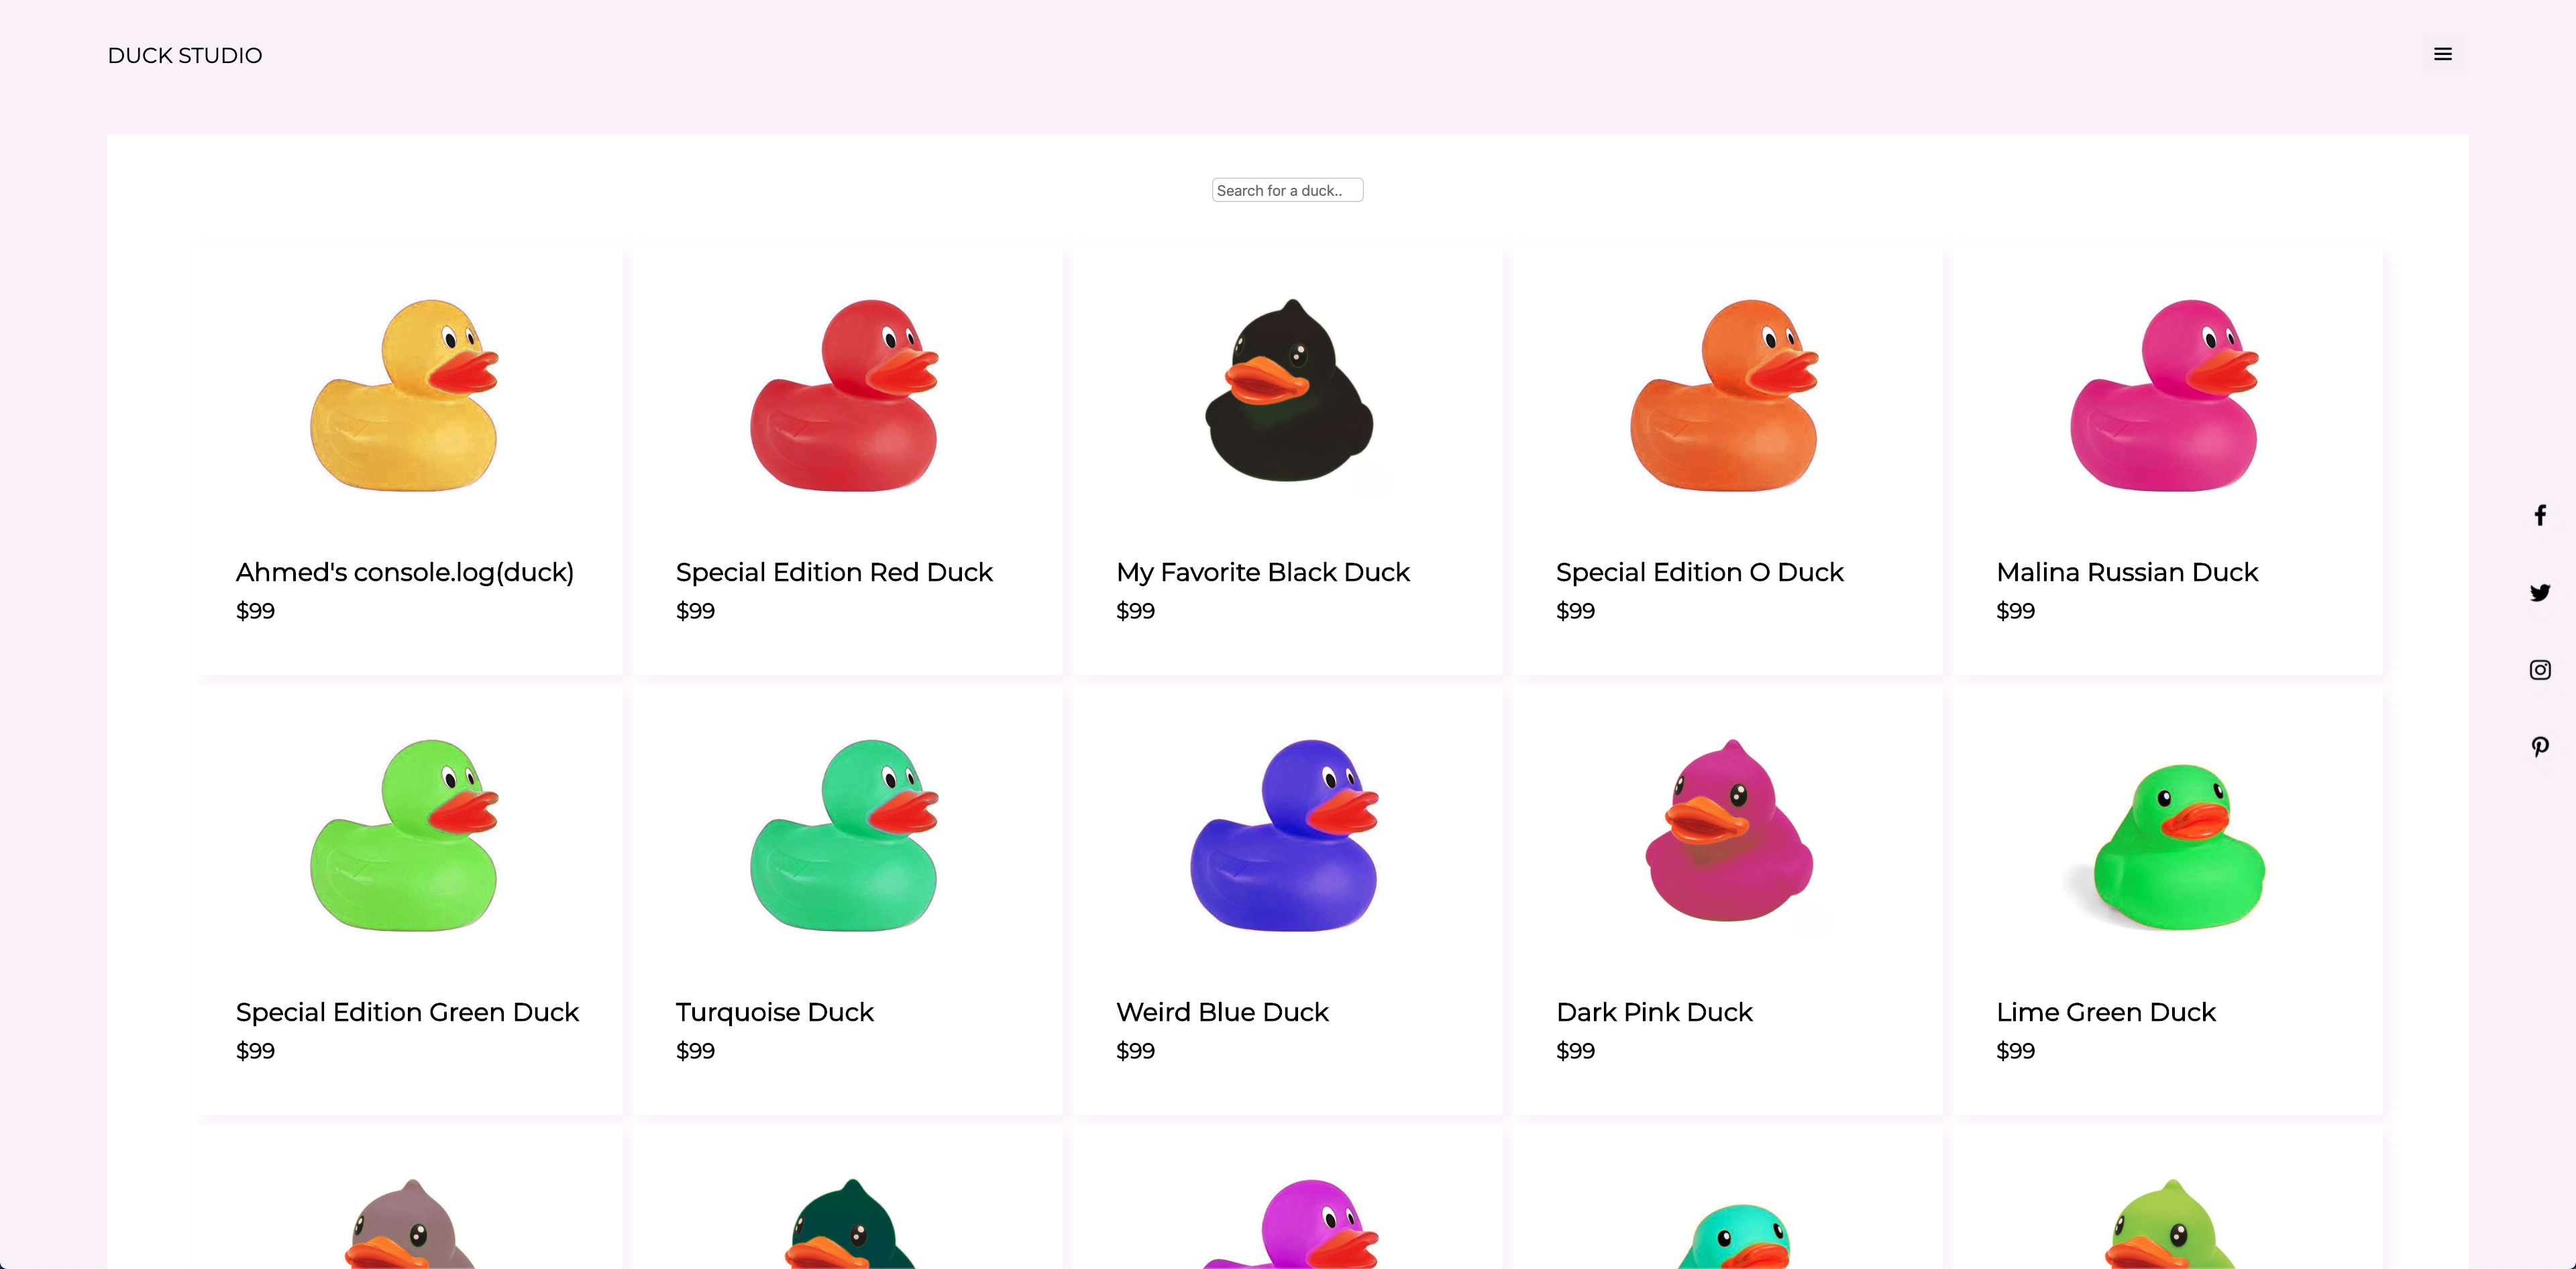 DUCK STUDIO
Search for a duck..
Ahmed's console.log(duck)
$99
Special Edition Red Duck
$99
My Favorite Black Duck
$99
Special Edition O Duck
$99
Malina Russian Duck
$99
Special Edition Green Duck
$99
Turquoise Duck
$99
Weird Blue Duck
$99
Dark Pink Duck
$99
Lime Green Duck
$99